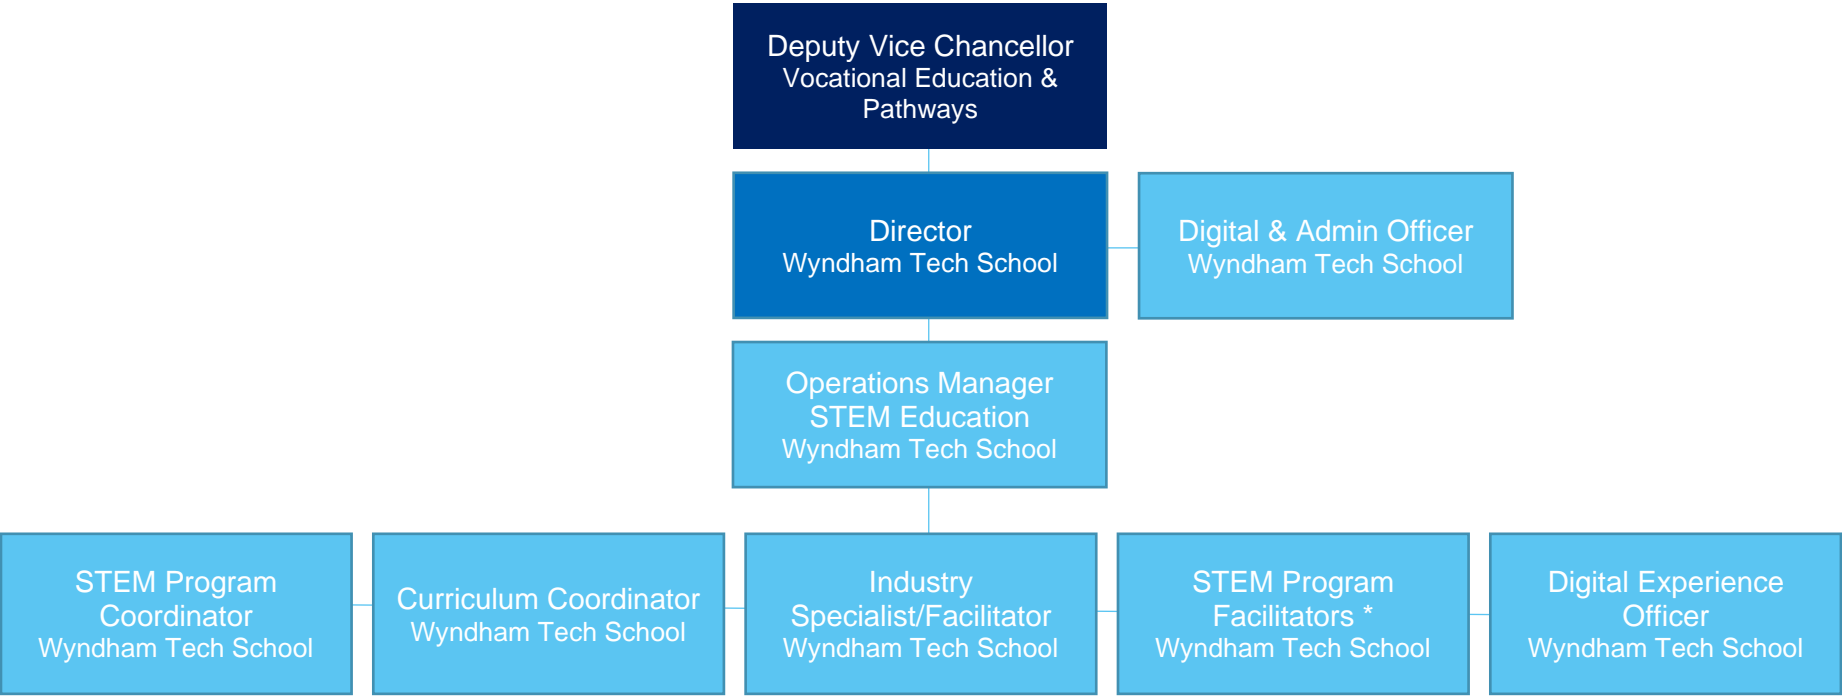 Deputy Vice Chancellor
Vocational Education &
Pathways
Director
Wyndham Tech School
Digital & Admin Officer
Wyndham Tech School
Operations Manager
STEM Education
Wyndham Tech School
STEM Program
Coordinator
Wyndham Tech School
Curriculum Coordinator
Wyndham Tech School
Industry
Specialist/Facilitator
Wyndham Tech School
STEM Program
Facilitators *
Wyndham Tech School
Digital Experience
Officer
Wyndham Tech School